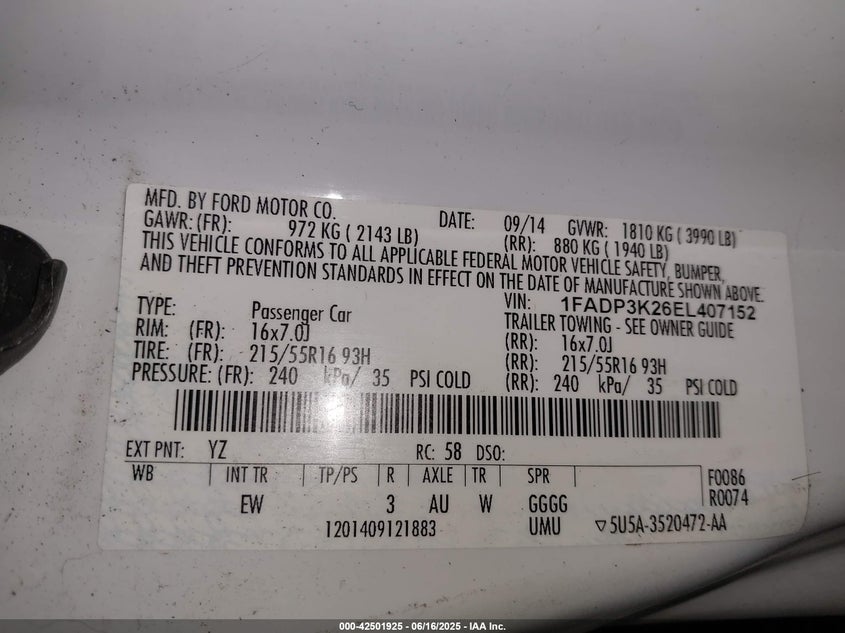 MFD. BY FORD MOTOR CO. DATE: 09/14 GVWR: 1810 KG ( 3990 LB)
GAWR: (FR): 972 KG ( 2143 LB) (RR): 880 KG ( 1940 LB)
THIS VEHICLE CONFORMS TO ALL APPLICABLE FEDERAL MOTOR VEHICLE SAFETY, BUMPER,
AND THEFT PREVENTION STANDARDS IN EFFECT ON THE DATE OF MANUFACTURE SHOWN ABOVE.
VIN: 1FADP3K26EL407152
TYPE: Passenger Car TRAILER TOWING - SEE OWNER GUIDE
RIM: (FR): 16x7.0J (RR): 16x7.0J
TIRE: (FR): 215/55R16 93H (RR): 215/55R16 93H
PRESSURE: (FR): 240 kPa/ 35 PSI COLD (RR): 240 kPa/ 35 PSI COLD
EXT PNT: YZ RC: 58 DSO:
WB INT TR TP/PS R AXLE TR SPR F0086
EW 3 AU W GGGG R0074
1201409121883 UMU ▽5U5A-3520472-AA
000-42501925 - 06/16/2025 - IAA Inc.